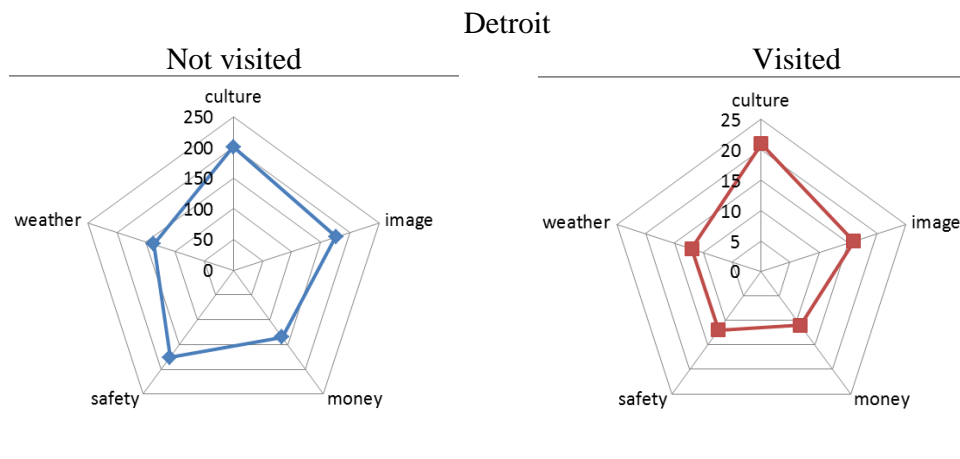 Detroit
Not visited
culture
250
200
150
100
50
0
weather
image
safety
money
Visited
culture
25
20
15
10
5
0
weather
image
safety
money